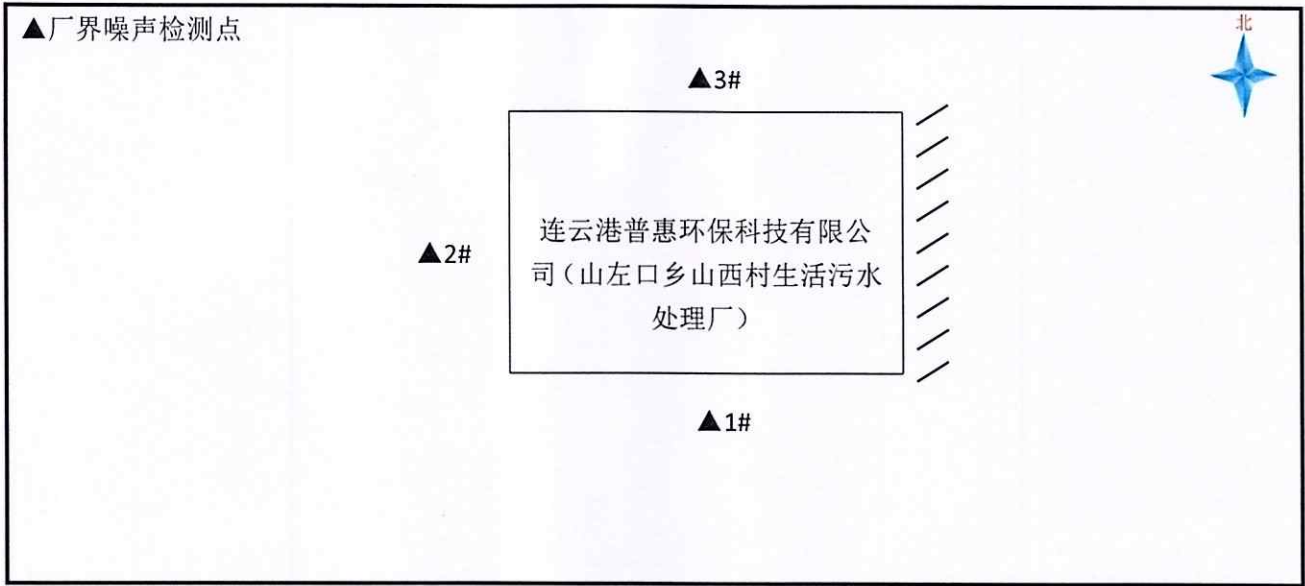 ▲厂界噪声检测点
北
▲3#
连云港普惠环保科技有限公
司（山左口乡山西村生活污水
处理厂）
▲2#
▲1#